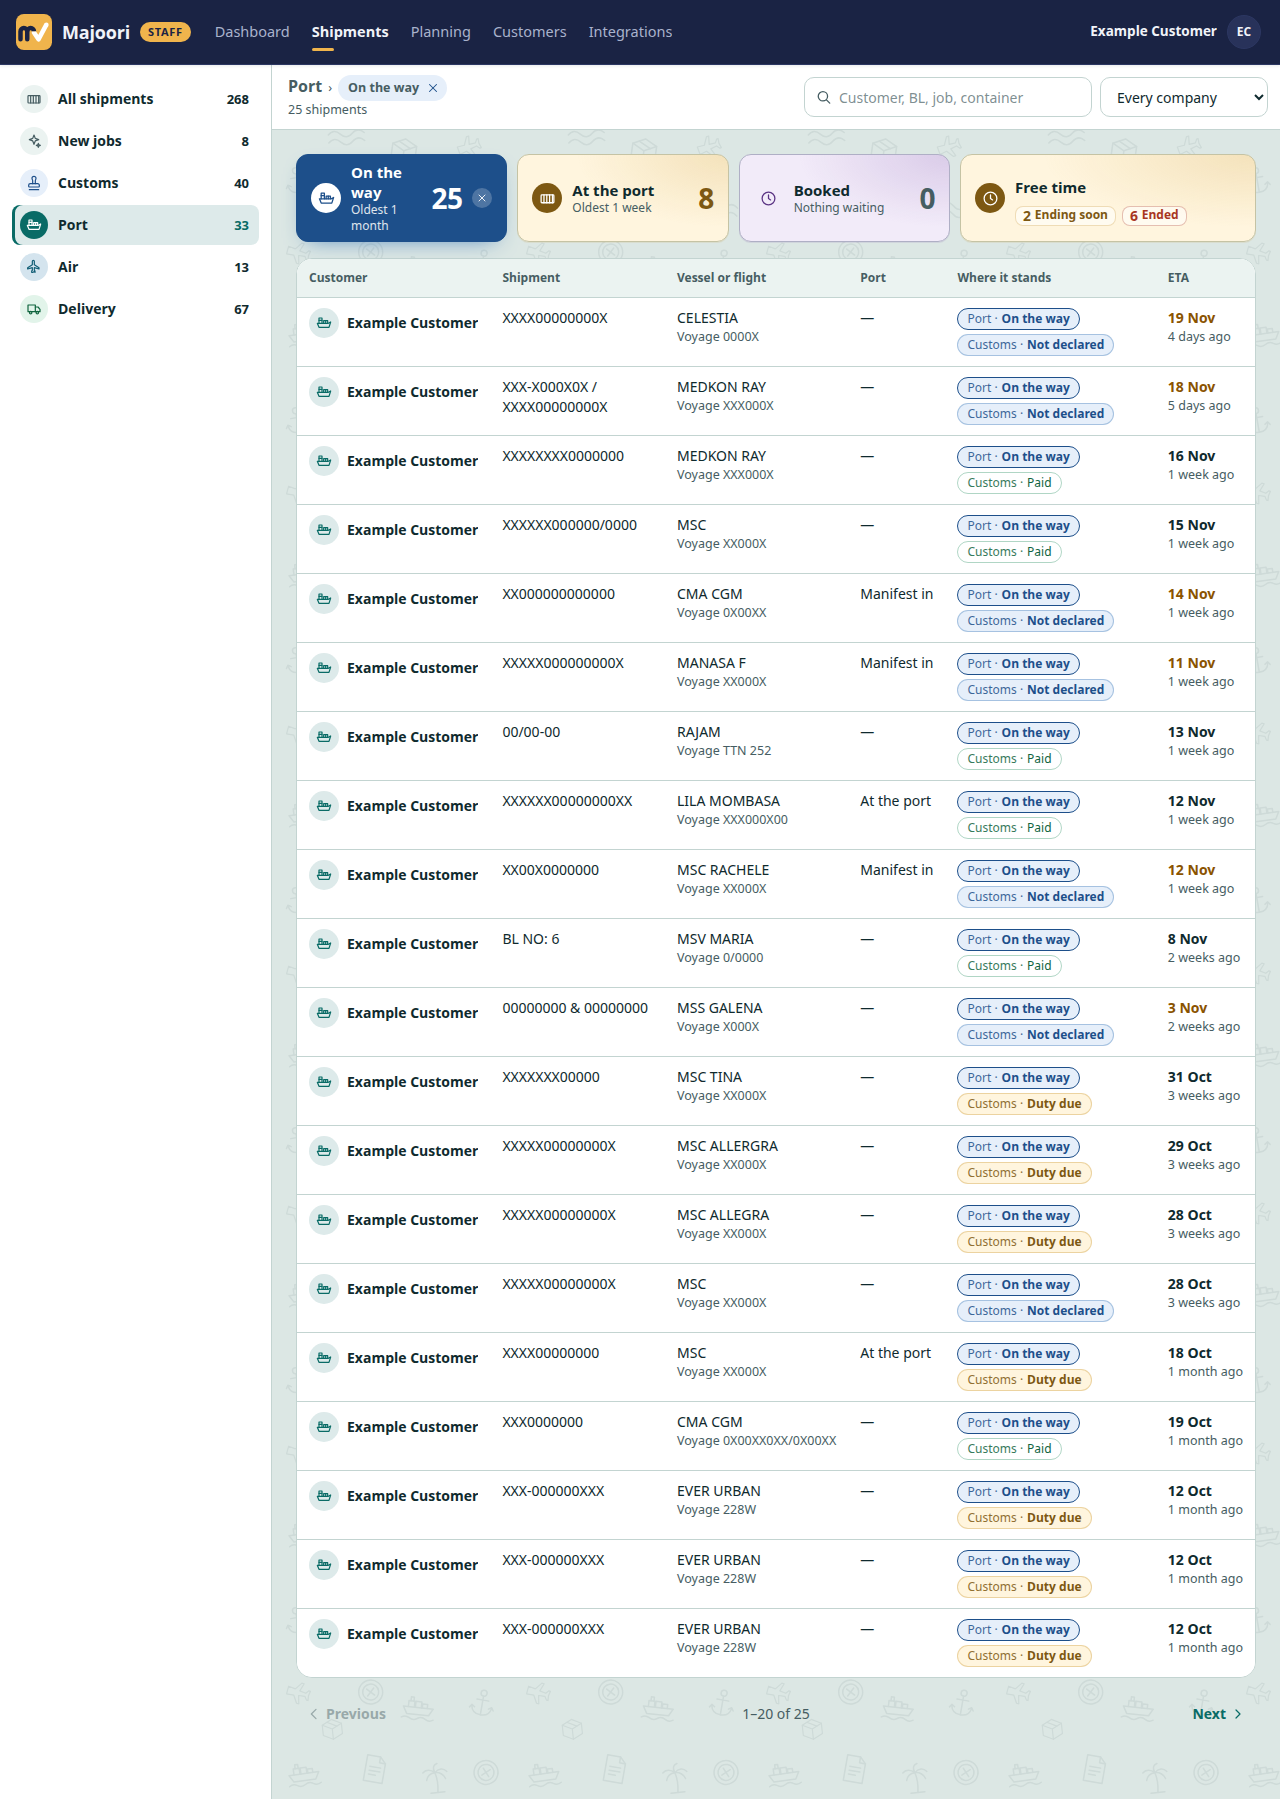 Majoori STAFF Dashboard Shipments Planning Customers Integrations Example Customer EC
All shipments 268
New jobs 8
Customs 40
Port 33
Air 13
Delivery 67
Port › On the way
25 shipments
Customer, BL, job, container
Every company
On the way
Oldest 1 month
25
At the port
Oldest 1 week
8
Booked
Nothing waiting
0
Free time
2 Ending soon 6 Ended
Customer Shipment Vessel or flight Port Where it stands ETA
Example Customer XXXX00000000X CELESTIA — Port · On the way 19 Nov
Voyage 0000X Customs · Not declared 4 days ago
Example Customer XXX-X000X0X / MEDKON RAY — Port · On the way 18 Nov
XXXX00000000X Voyage XXX000X Customs · Not declared 5 days ago
Example Customer XXXXXXXX0000000 MEDKON RAY — Port · On the way 16 Nov
Voyage XXX000X Customs · Paid 1 week ago
Example Customer XXXXXX000000/0000 MSC — Port · On the way 15 Nov
Voyage XX000X Customs · Paid 1 week ago
Example Customer XX000000000000 CMA CGM Manifest in Port · On the way 14 Nov
Voyage 0X00XX Customs · Not declared 1 week ago
Example Customer XXXXX000000000X MANASA F Manifest in Port · On the way 11 Nov
Voyage XX000X Customs · Not declared 1 week ago
Example Customer 00/00-00 RAJAM — Port · On the way 13 Nov
Voyage TTN 252 Customs · Paid 1 week ago
Example Customer XXXXXX00000000XX LILA MOMBASA At the port Port · On the way 12 Nov
Voyage XXX000X00 Customs · Paid 1 week ago
Example Customer XX00X0000000 MSC RACHELE Manifest in Port · On the way 12 Nov
Voyage XX000X Customs · Not declared 1 week ago
Example Customer BL NO: 6 MSV MARIA — Port · On the way 8 Nov
Voyage 0/0000 Customs · Paid 2 weeks ago
Example Customer 00000000 & 00000000 MSS GALENA — Port · On the way 3 Nov
Voyage X000X Customs · Not declared 2 weeks ago
Example Customer XXXXXXX00000 MSC TINA — Port · On the way 31 Oct
Voyage XX000X Customs · Duty due 3 weeks ago
Example Customer XXXXX00000000X MSC ALLERGRA — Port · On the way 29 Oct
Voyage XX000X Customs · Duty due 3 weeks ago
Example Customer XXXXX00000000X MSC ALLEGRA — Port · On the way 28 Oct
Voyage XX000X Customs · Duty due 3 weeks ago
Example Customer XXXXX00000000X MSC — Port · On the way 28 Oct
Voyage XX000X Customs · Not declared 3 weeks ago
Example Customer XXXX00000000 MSC At the port Port · On the way 18 Oct
Voyage XX000X Customs · Duty due 1 month ago
Example Customer XXX0000000 CMA CGM — Port · On the way 19 Oct
Voyage 0X00XX0XX/0X00XX Customs · Paid 1 month ago
Example Customer XXX-000000XXX EVER URBAN — Port · On the way 12 Oct
Voyage 228W Customs · Duty due 1 month ago
Example Customer XXX-000000XXX EVER URBAN — Port · On the way 12 Oct
Voyage 228W Customs · Duty due 1 month ago
Example Customer XXX-000000XXX EVER URBAN — Port · On the way 12 Oct
Voyage 228W Customs · Duty due 1 month ago
Previous 1–20 of 25 Next